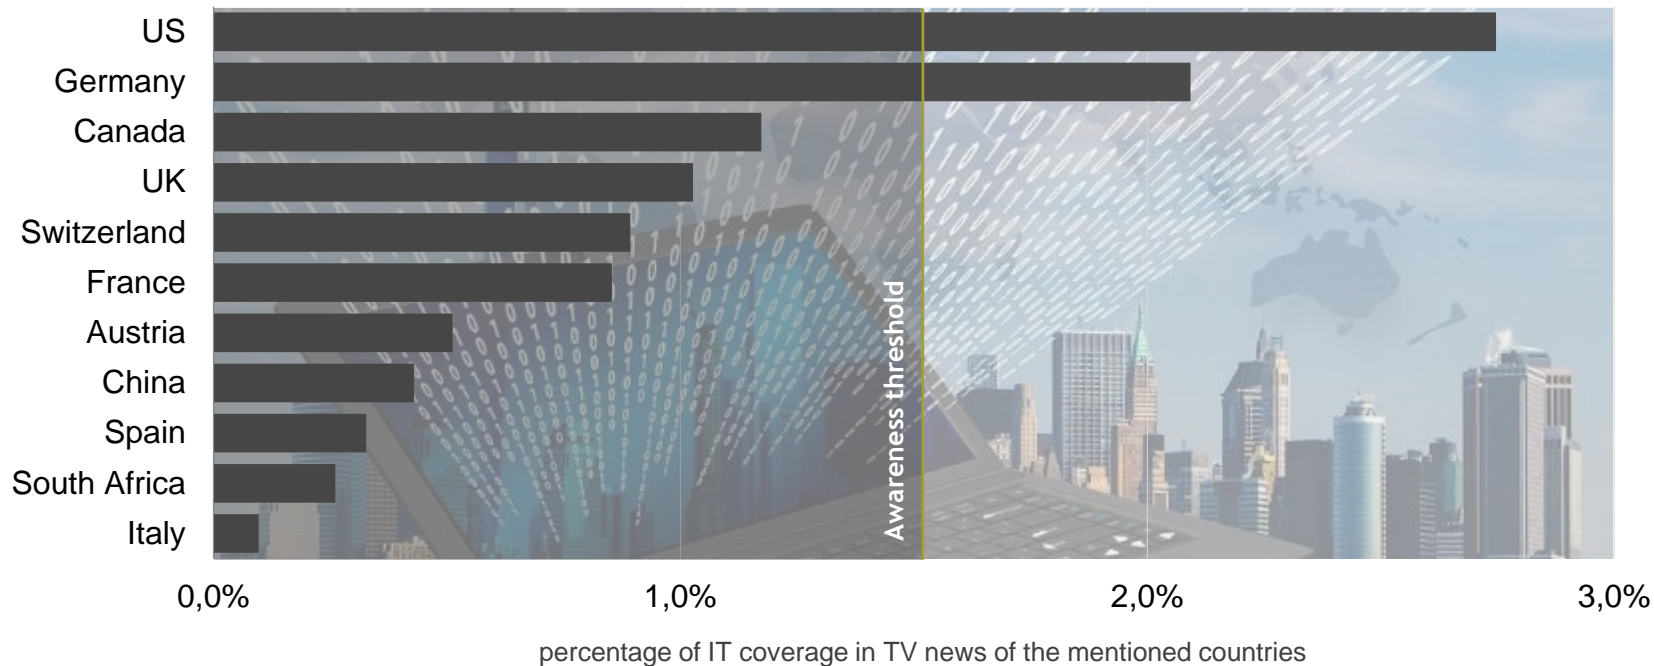 US
Germany
Canada
UK
Switzerland
France
Austria
China
Spain
South Africa
Italy
Awareness threshold
0,0% 1,0% 2,0% 3,0%
percentage of IT coverage in TV news of the mentioned countries